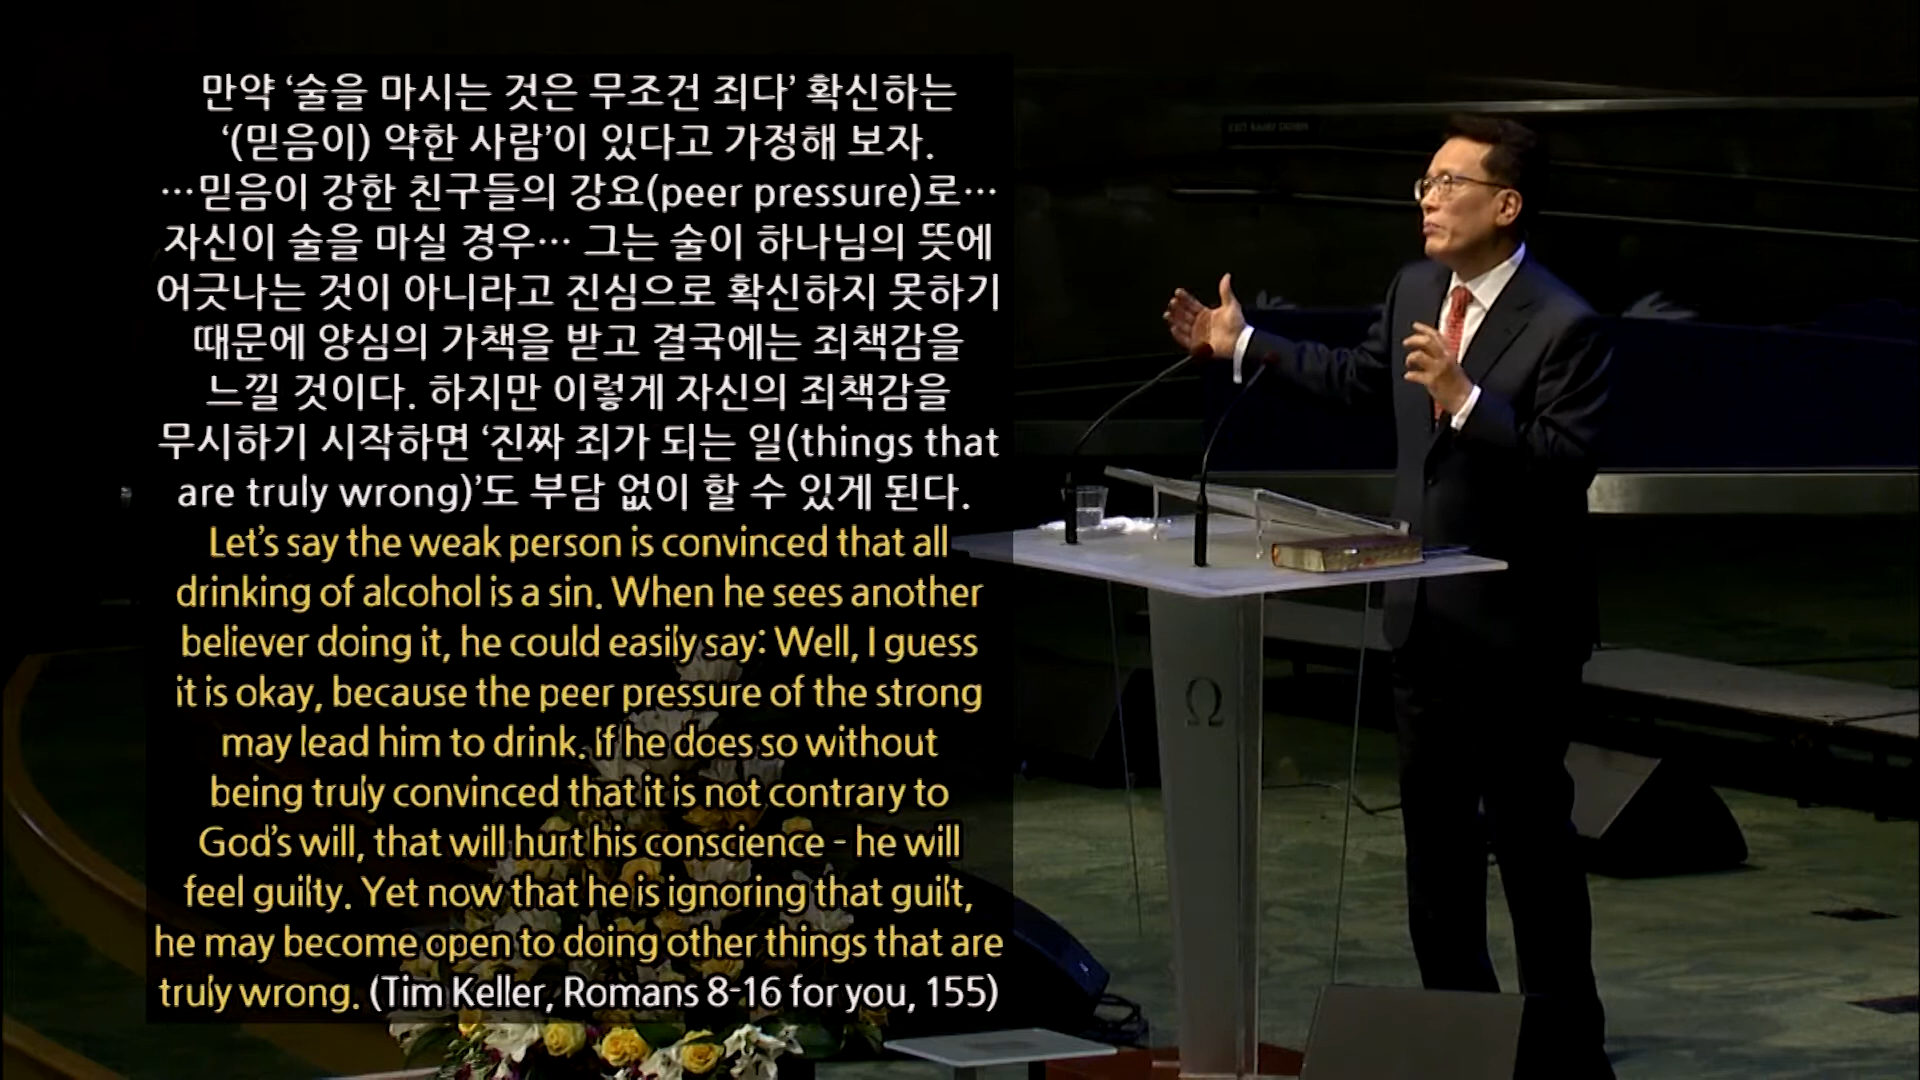 만약 ‘술을 마시는 것은 무조건 죄다’ 확신하는
‘(믿음이) 약한 사람’이 있다고 가정해 보자.
…믿음이 강한 친구들의 강요(peer pressure)로…
자신이 술을 마실 경우… 그는 술이 하나님의 뜻에
어긋나는 것이 아니라고 진심으로 확신하지 못하기
때문에 양심의 가책을 받고 결국에는 죄책감을
느낄 것이다. 하지만 이렇게 자신의 죄책감을
무시하기 시작하면 ‘진짜 죄가 되는 일(things that
are truly wrong)’도 부담 없이 할 수 있게 된다.
Let’s say the weak person is convinced that all
drinking of alcohol is a sin. When he sees another
believer doing it, he could easily say: Well, I guess
it is okay, because the peer pressure of the strong
may lead him to drink. If he does so without
being truly convinced that it is not contrary to
God’s will, that will hurt his conscience - he will
feel guilty. Yet now that he is ignoring that guilt,
he may become open to doing other things that are
truly wrong. (Tim Keller, Romans 8-16 for you, 155)
Ω